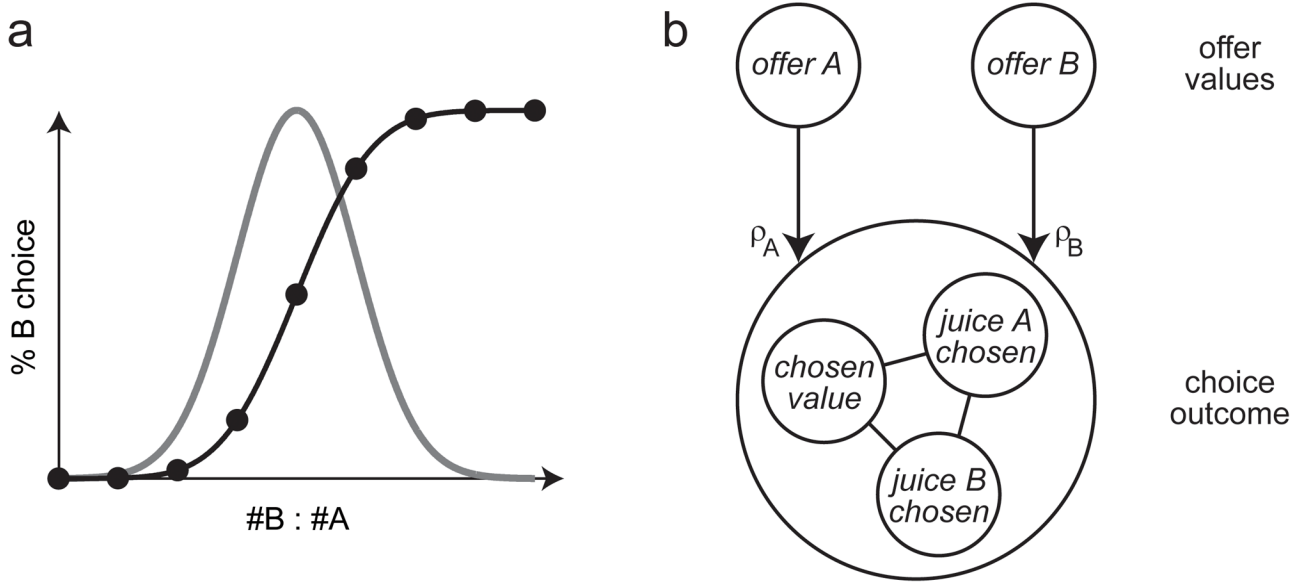 a
% B choice
#B : #A
b
offer A
offer B
offer
values
ρA
ρB
chosen
value
juice A
chosen
juice B
chosen
choice
outcome